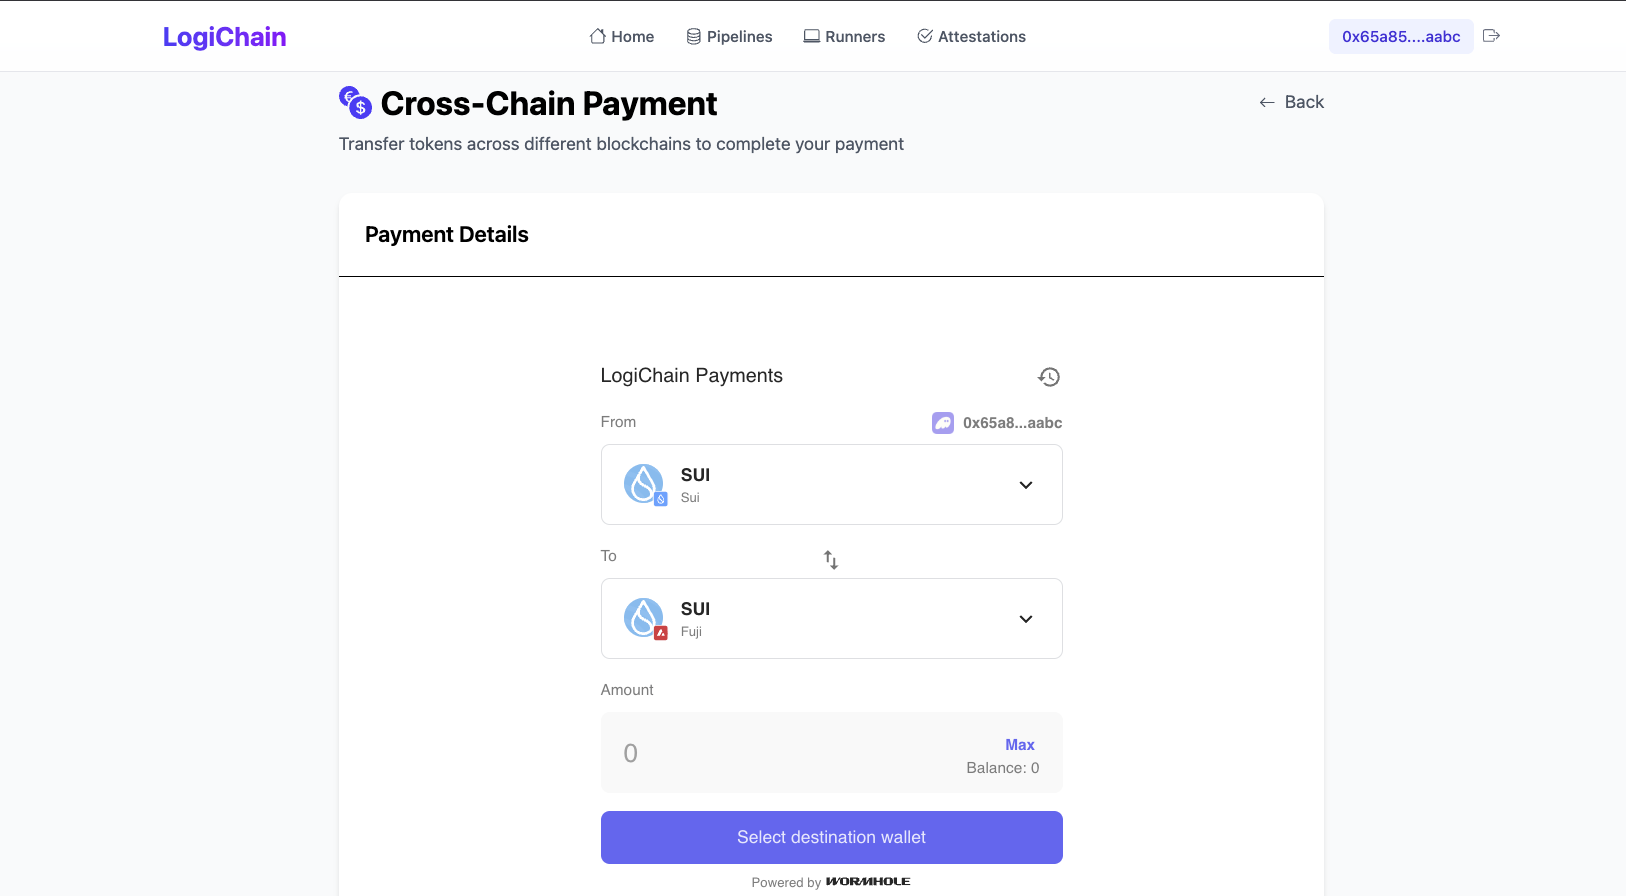 LogiChain
Home
Pipelines
Runners
Attestations
0x65a85....aabc
€ $ Cross-Chain Payment
Back
Transfer tokens across different blockchains to complete your payment
Payment Details
LogiChain Payments
From
0x65a8...aabc
SUI
Sui
To
SUI
Fuji
Amount
0
Max
Balance: 0
Select destination wallet
Powered by WORMHOLE